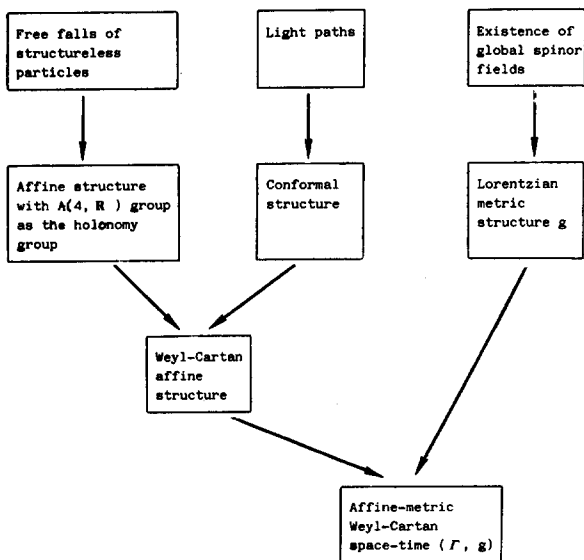 Free falls of
structureless
particles
Light paths
Existence of
global spinor
fields
Affine structure
with A(4, R ) group
as the holonomy
group
Conformal
structure
Lorentzian
metric
structure g
Weyl-Cartan
affine
structure
Affine-metric
Weyl-Cartan
space-time (Γ, g)